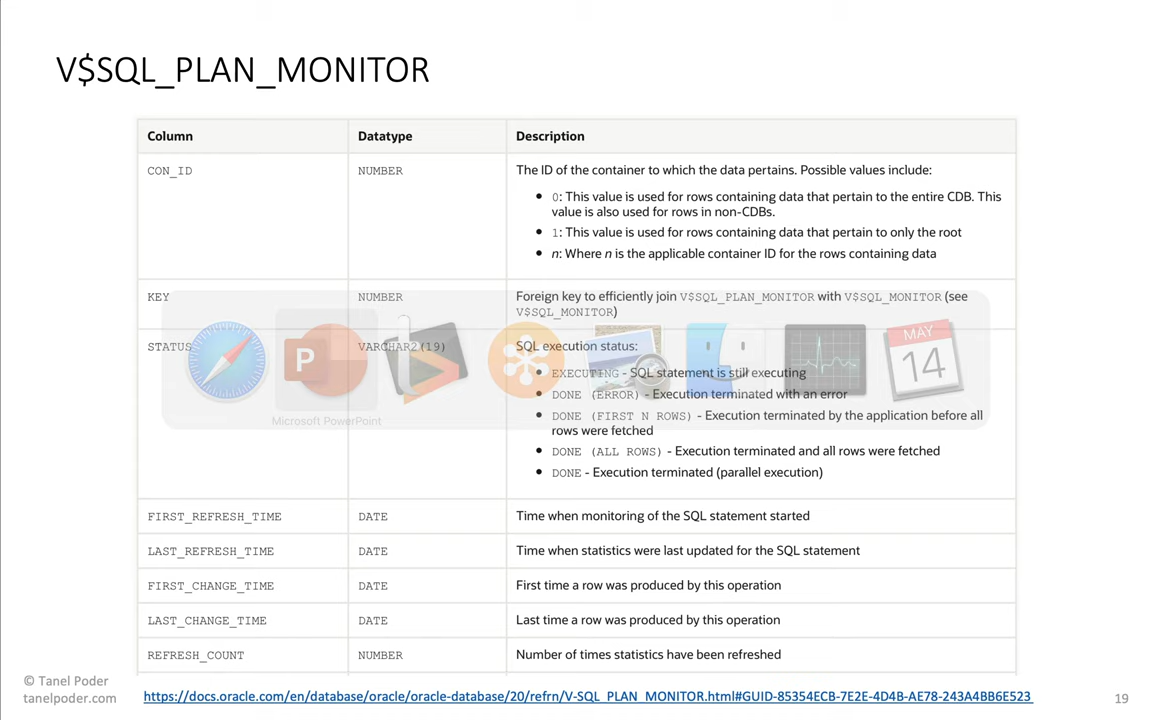 V$SQL_PLAN_MONITOR
Column Datatype Description
CON_ID NUMBER The ID of the container to which the data pertains. Possible values include:
• 0: This value is used for rows containing data that pertain to the entire CDB. This
value is also used for rows in non-CDBs.
• 1: This value is used for rows containing data that pertain to only the root
• n: Where n is the applicable container ID for the rows containing data
KEY NUMBER Foreign key to efficiently join V$SQL_PLAN_MONITOR with V$SQL_MONITOR (see
V$SQL_MONITOR)
STATUS VARCHAR2(19) SQL execution status:
• EXECUTING - SQL statement is still executing
• DONE (ERROR) - Execution terminated with an error
• DONE (FIRST N ROWS) - Execution terminated by the application before all
rows were fetched
• DONE (ALL ROWS) - Execution terminated and all rows were fetched
• DONE - Execution terminated (parallel execution)
P
MAY
14
Microsoft PowerPoint
FIRST_REFRESH_TIME DATE Time when monitoring of the SQL statement started
LAST_REFRESH_TIME DATE Time when statistics were last updated for the SQL statement
FIRST_CHANGE_TIME DATE First time a row was produced by this operation
LAST_CHANGE_TIME DATE Last time a row was produced by this operation
REFRESH_COUNT NUMBER Number of times statistics have been refreshed
© Tanel Poder
tanelpoder.com
https://docs.oracle.com/en/database/oracle/oracle-database/20/refrn/V-SQL_PLAN_MONITOR.html#GUID-85354ECB-7E2E-4D4B-AE78-243A4BB6E523
19